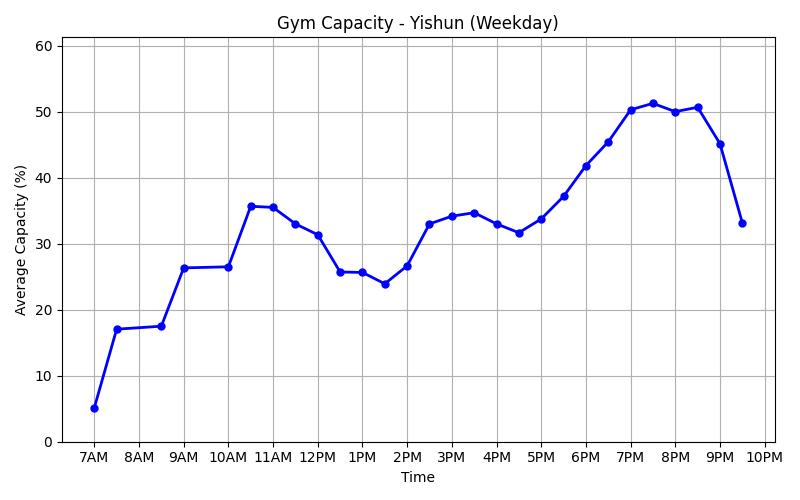 Gym Capacity - Yishun (Weekday)
Average Capacity (%)
60
50
40
30
20
10
0
7AM 8AM 9AM 10AM 11AM 12PM 1PM 2PM 3PM 4PM 5PM 6PM 7PM 8PM 9PM 10PM
Time